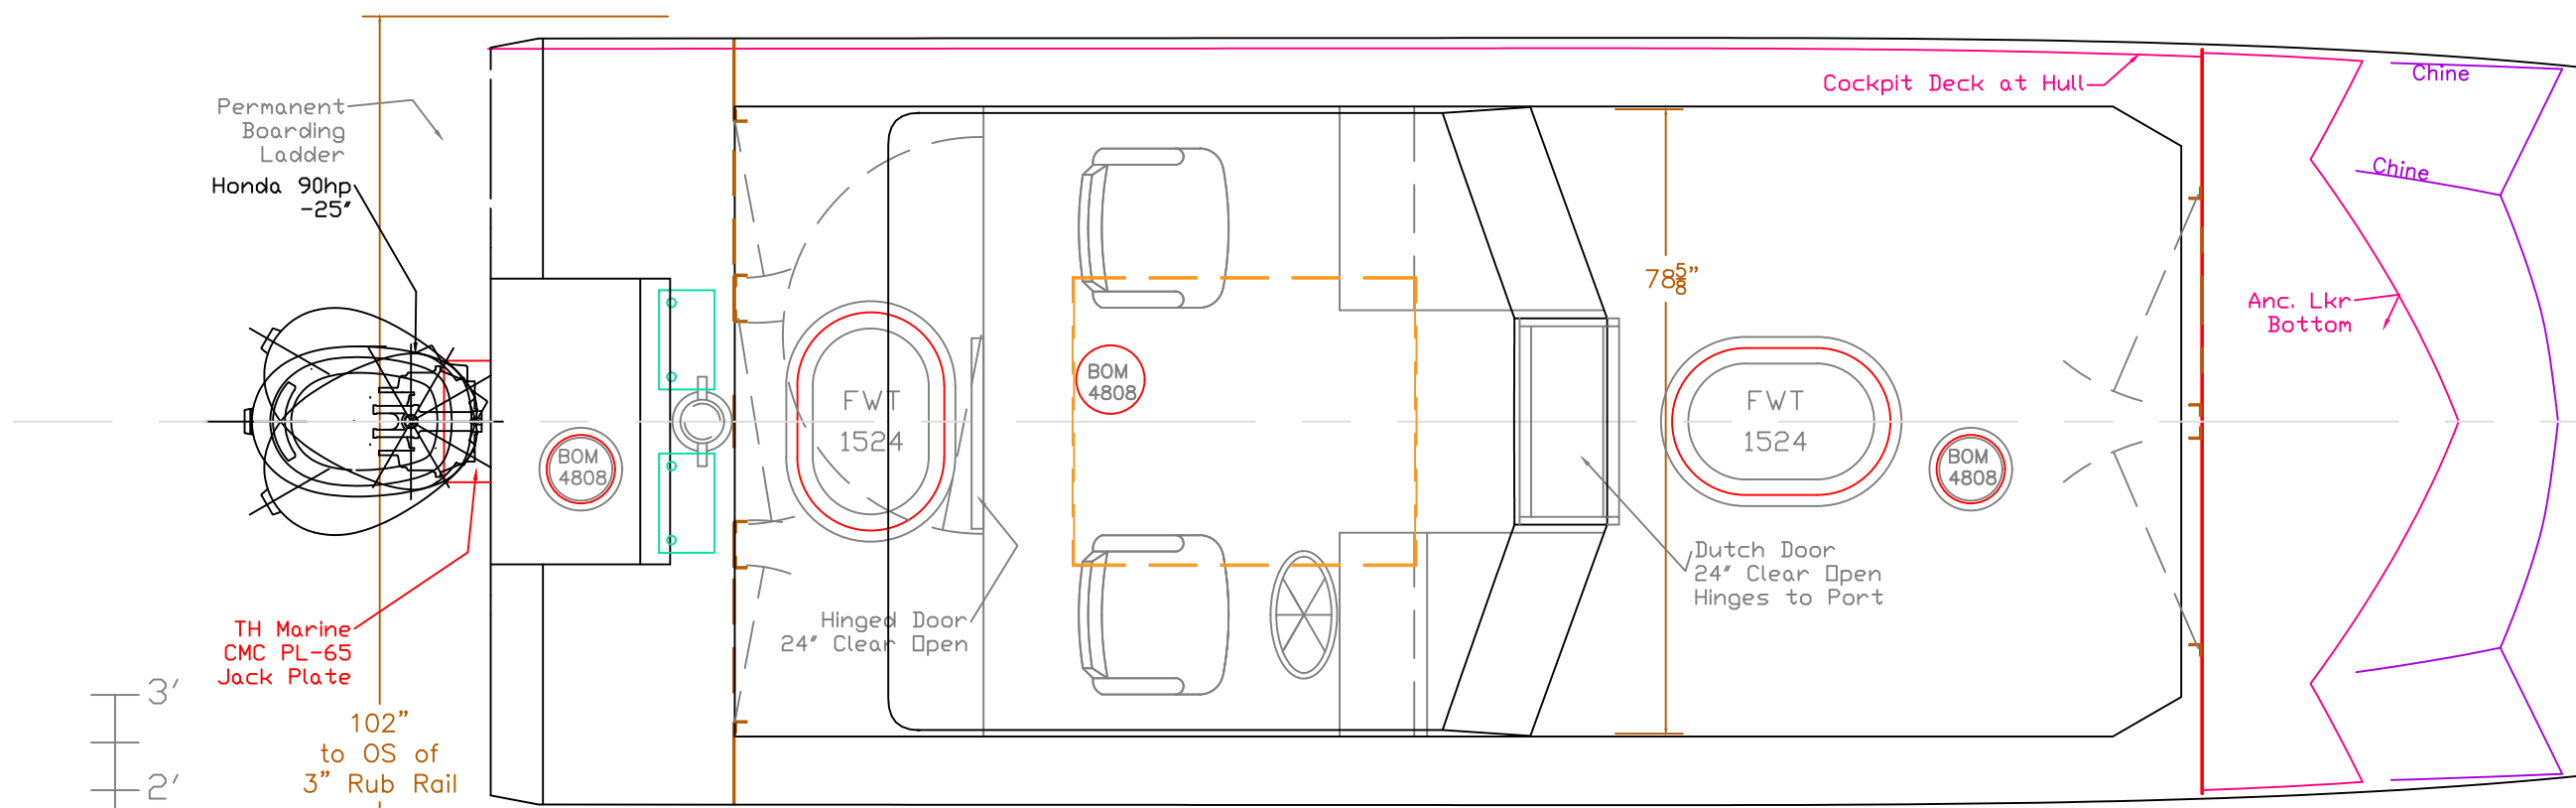 Permanent
Boarding
Ladder
Honda 90hp
-25"
TH Marine
CMC PL-65
Jack Plate
3'
2'
102"
to OS of
3" Rub Rail
BOM
4808
FWT
1524
Hinged Door
24" Clear Open
BOM
4808
78 5/8"
Dutch Door
24" Clear Open
Hinges to Port
FWT
1524
BOM
4808
Cockpit Deck at Hull
Anc. Lkr
Bottom
Chine
Chine